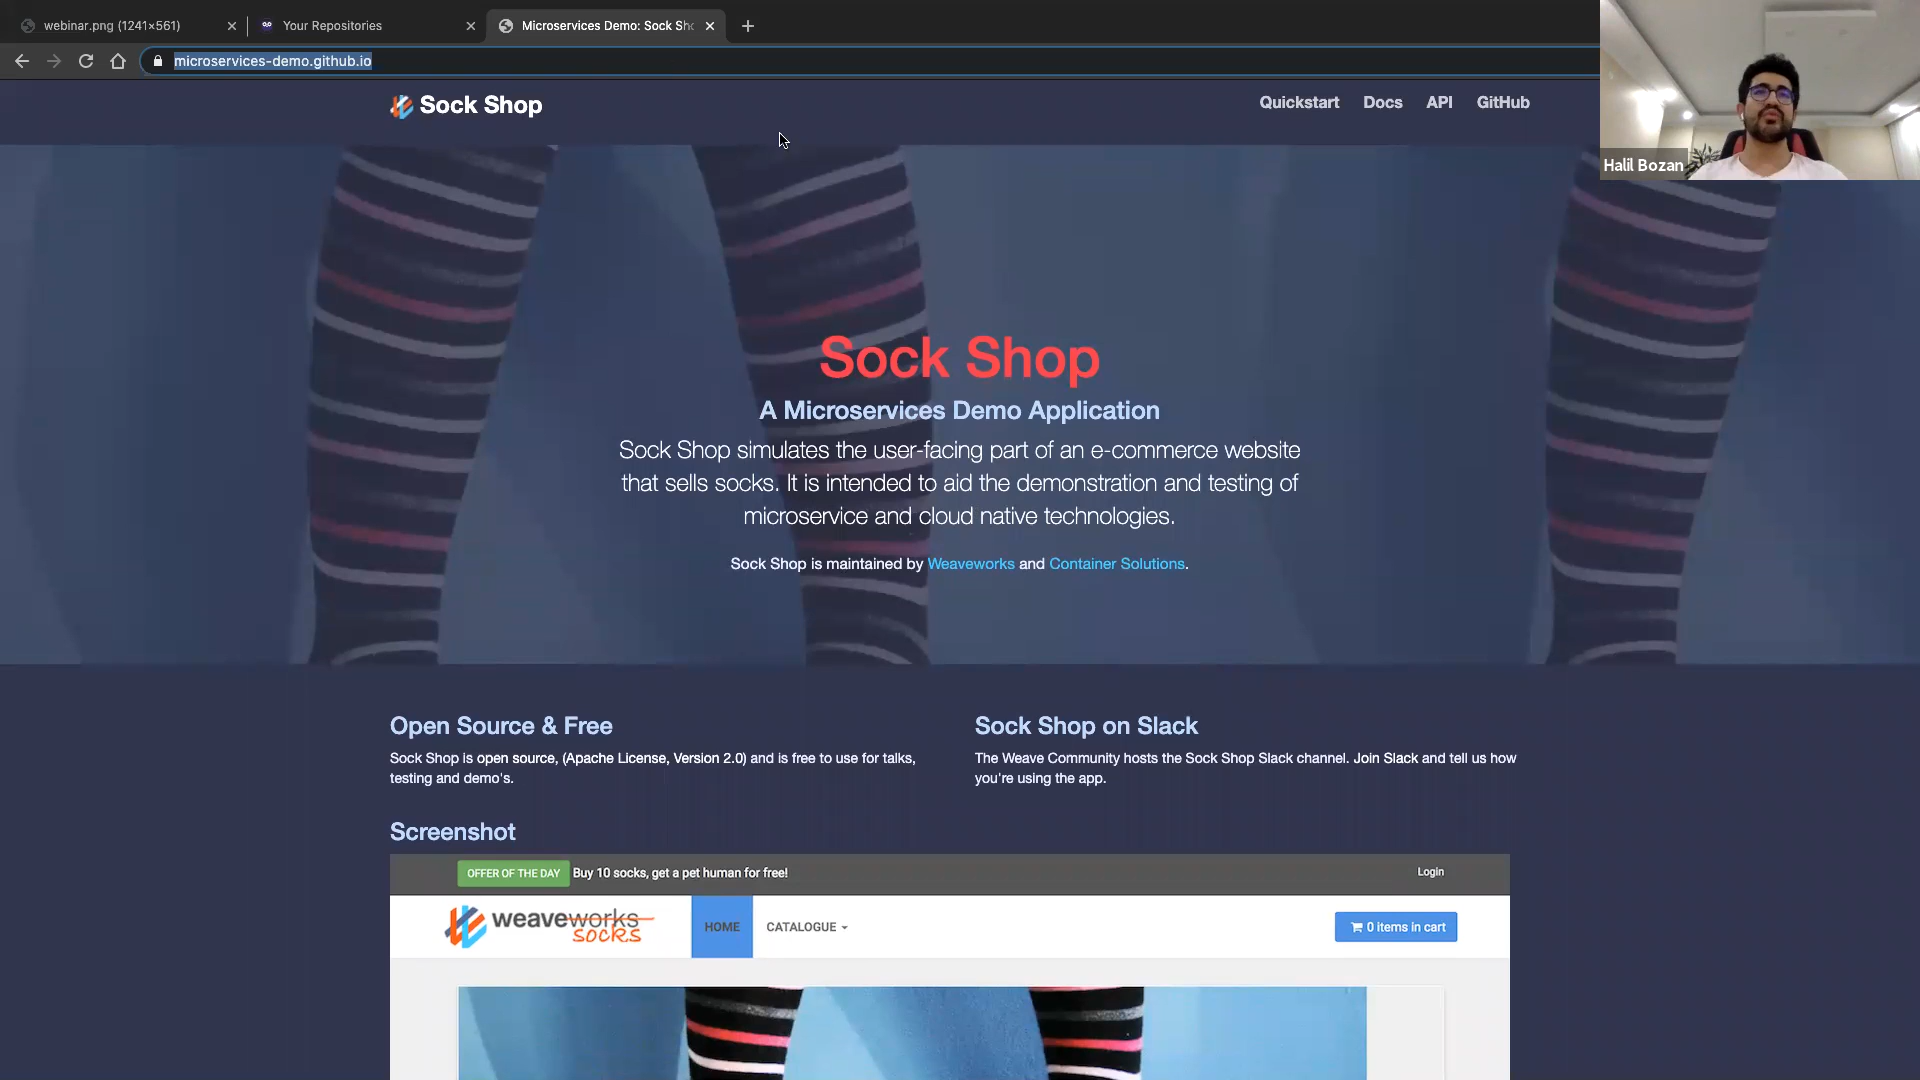 webinar.png (1241×561)
Your Repositories
Microservices Demo: Sock Sho
microservices-demo.github.io
Sock Shop
Quickstart
Docs
API
GitHub
Halil Bozan
Sock Shop
A Microservices Demo Application
Sock Shop simulates the user-facing part of an e-commerce website
that sells socks. It is intended to aid the demonstration and testing of
microservice and cloud native technologies.
Sock Shop is maintained by Weaveworks and Container Solutions.
Open Source & Free
Sock Shop is open source, (Apache License, Version 2.0) and is free to use for talks,
testing and demo's.
Sock Shop on Slack
The Weave Community hosts the Sock Shop Slack channel. Join Slack and tell us how
you're using the app.
Screenshot
OFFER OF THE DAY Buy 10 socks, get a pet human for free!
Login
weaveworks
socks
HOME
CATALOGUE
0 items in cart